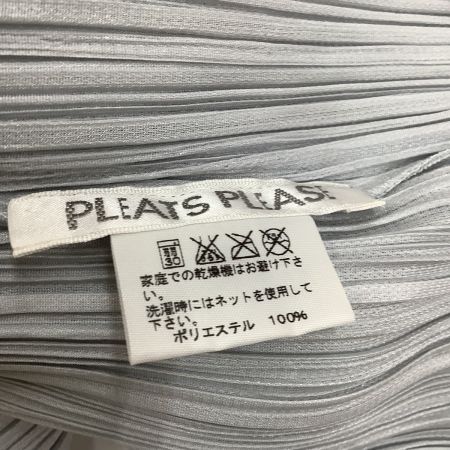 PLEATS PLEASE
弱 30
家庭での乾燥機はお避け下さ
い。
洗濯時にはネットを使用して
下さい。
ポリエステル 100%